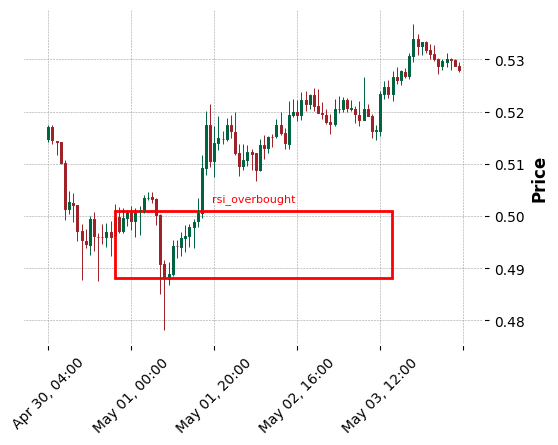 0.53
0.52
0.51
0.50
0.49
0.48
Price
rsi_overbought
Apr 30, 04:00
May 01, 00:00
May 01, 20:00
May 02, 16:00
May 03, 12:00